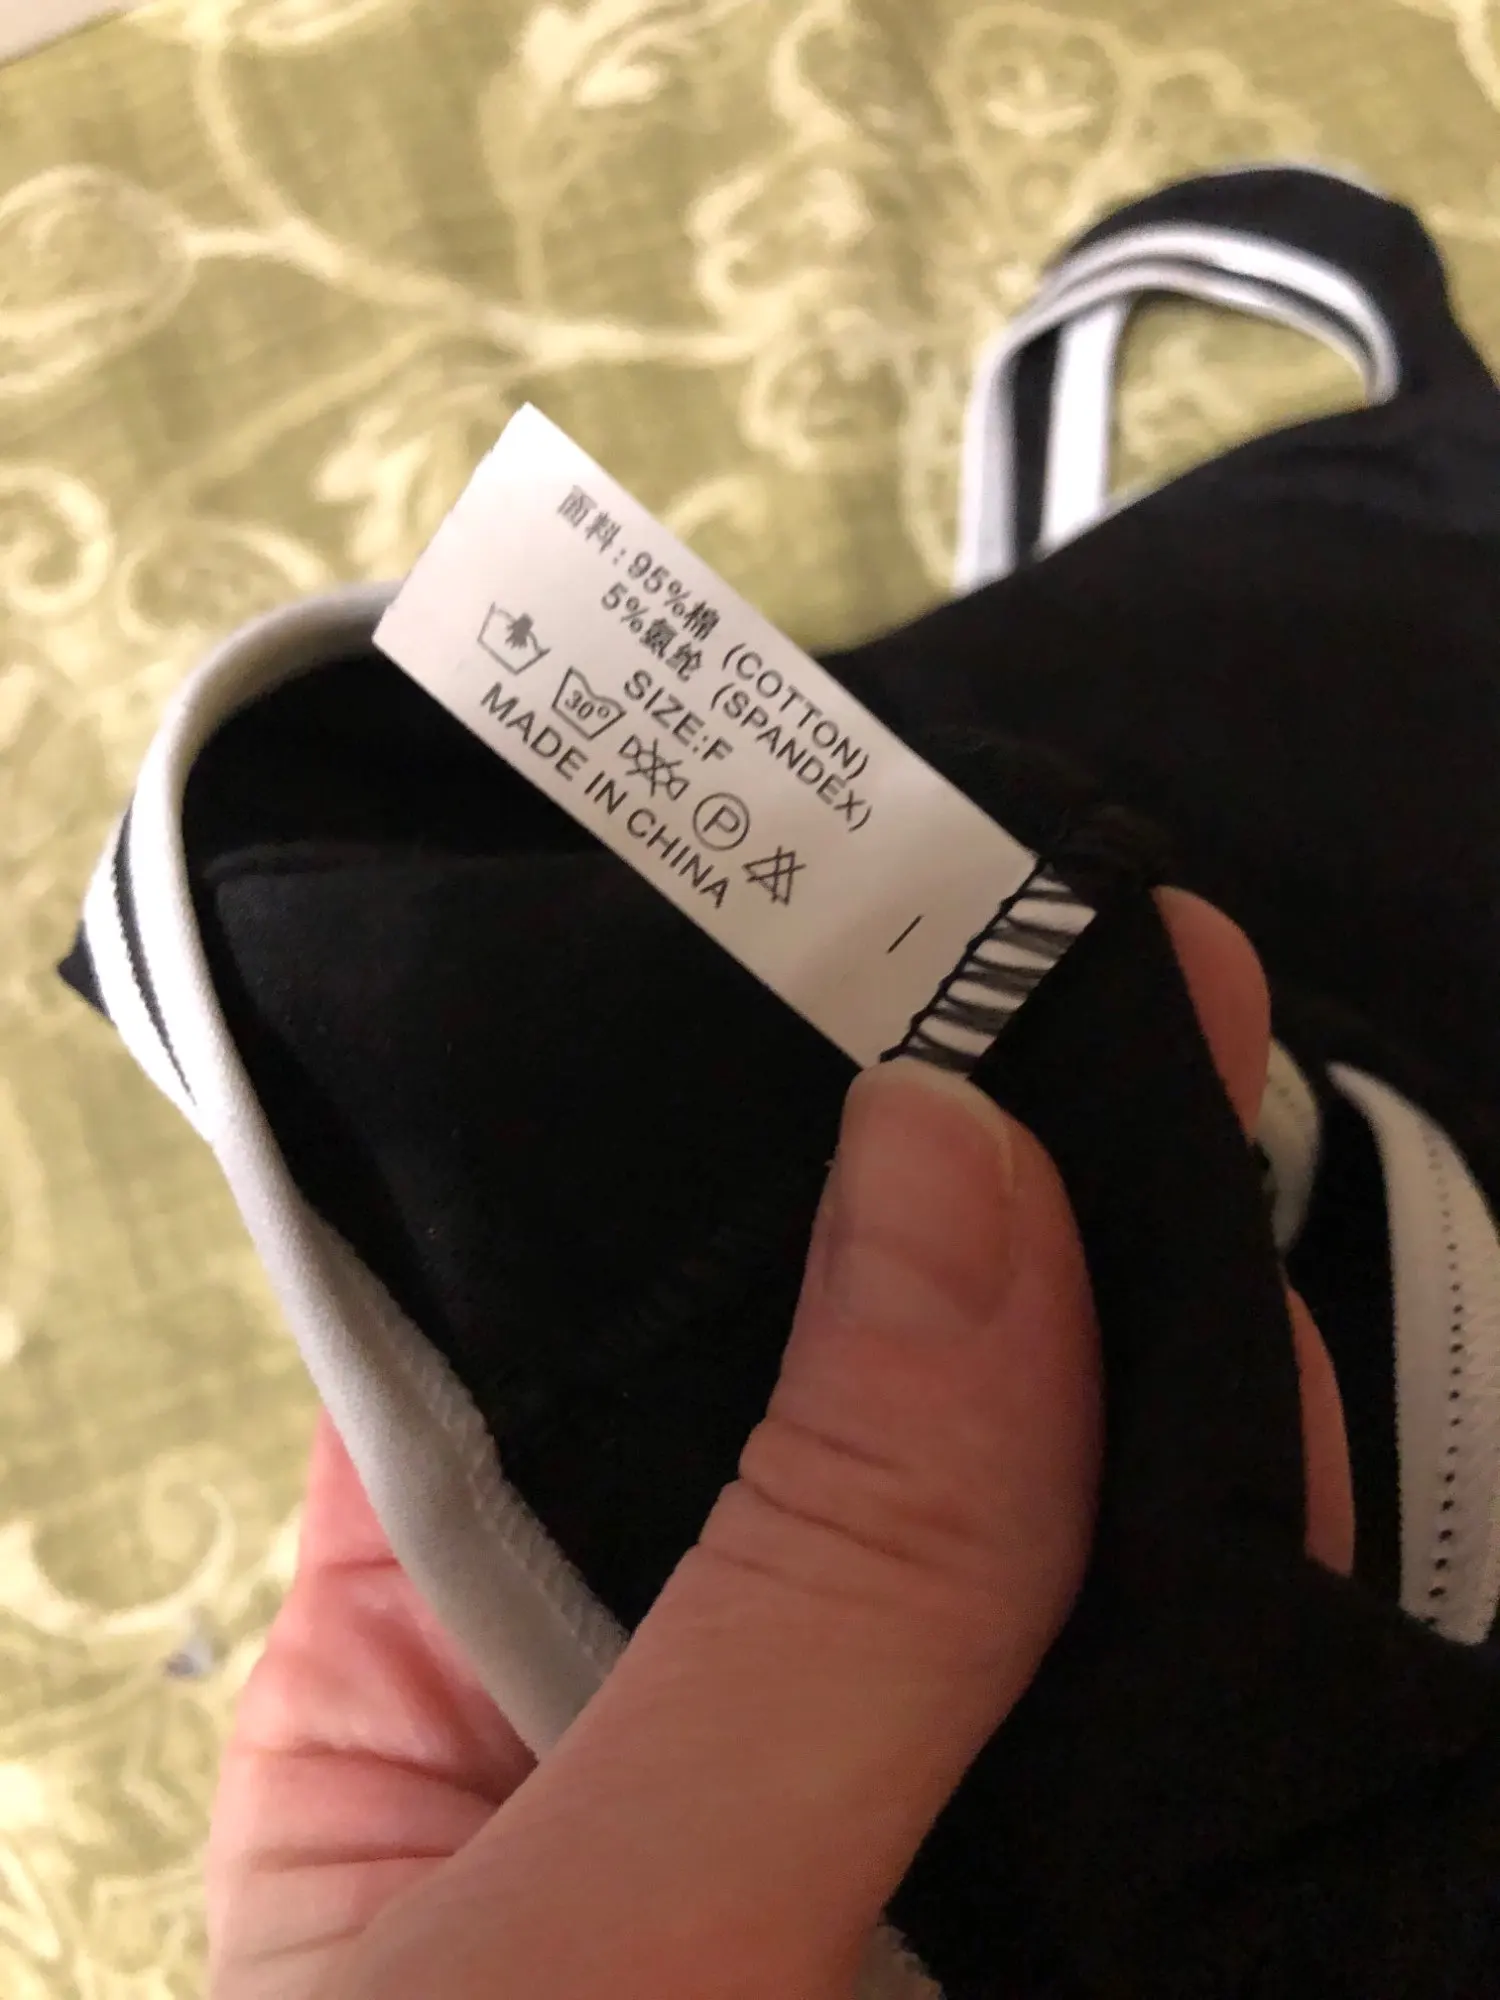 面料:95%棉 (COTTON)
5%氨纶 (SPANDEX)
SIZE:F
30°
P
MADE IN CHINA